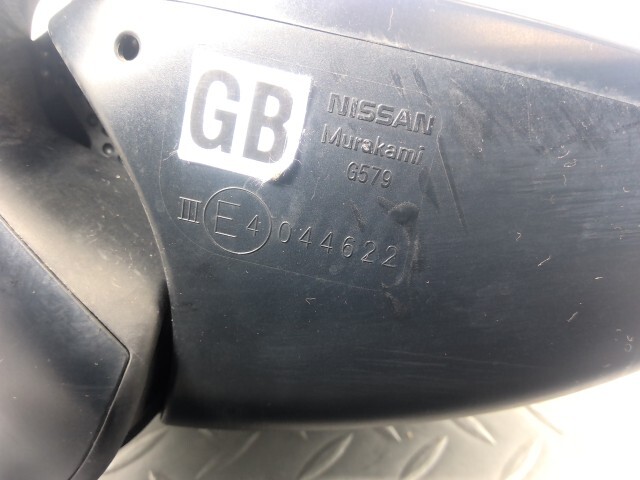 GB
NISSAN
Murakami
G579
III E4 044622